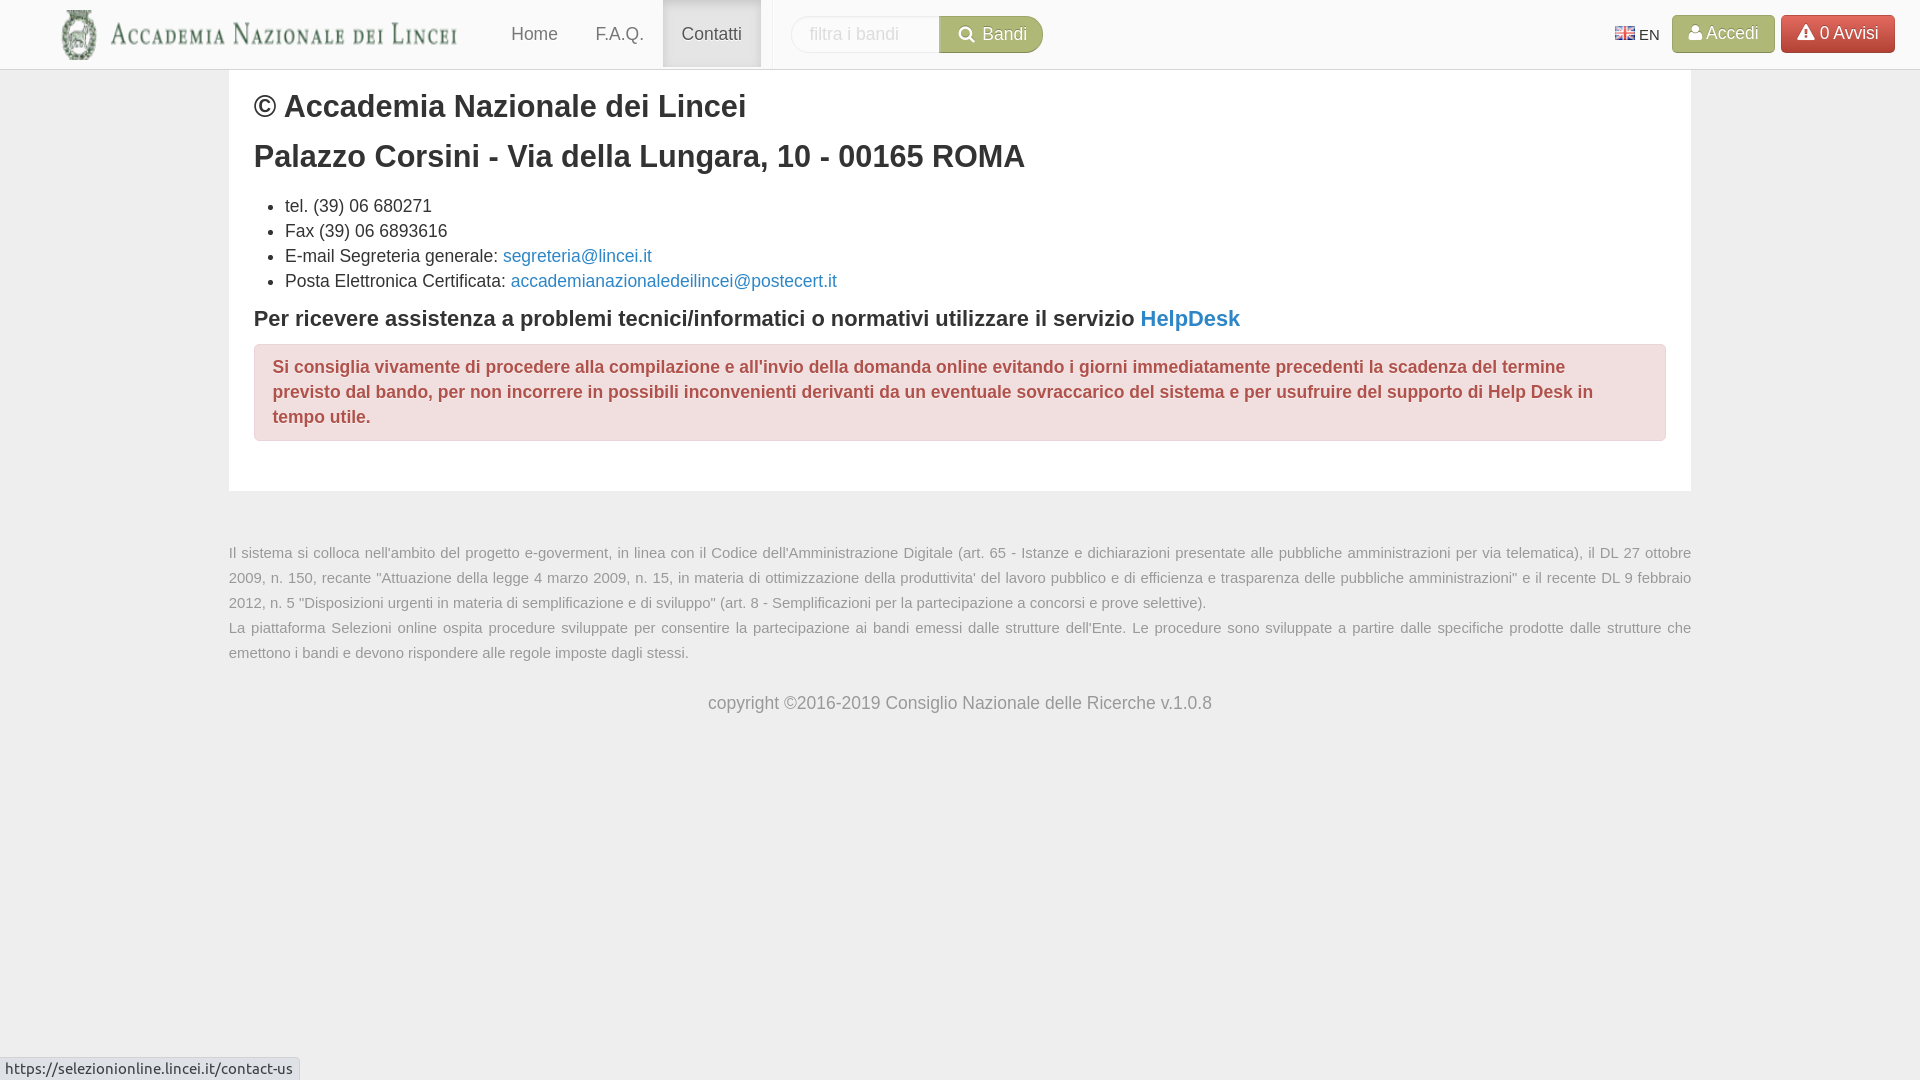 ACCADEMIA NAZIONALE DEI LINCEI
Home
F.A.Q.
Contatti
filtra i bandi
Bandi
EN
Accedi
0 Avvisi
© Accademia Nazionale dei Lincei
Palazzo Corsini - Via della Lungara, 10 - 00165 ROMA
tel. (39) 06 680271
Fax (39) 06 6893616
E-mail Segreteria generale: segreteria@lincei.it
Posta Elettronica Certificata: accademianazionaledeilincei@postecert.it
Per ricevere assistenza a problemi tecnici/informatici o normativi utilizzare il servizio HelpDesk
Si consiglia vivamente di procedere alla compilazione e all'invio della domanda online evitando i giorni immediatamente precedenti la scadenza del termine
previsto dal bando, per non incorrere in possibili inconvenienti derivanti da un eventuale sovraccarico del sistema e per usufruire del supporto di Help Desk in
tempo utile.
Il sistema si colloca nell'ambito del progetto e-goverment, in linea con il Codice dell'Amministrazione Digitale (art. 65 - Istanze e dichiarazioni presentate alle pubbliche amministrazioni per via telematica), il DL 27 ottobre
2009, n. 150, recante "Attuazione della legge 4 marzo 2009, n. 15, in materia di ottimizzazione della produttivita' del lavoro pubblico e di efficienza e trasparenza delle pubbliche amministrazioni" e il recente DL 9 febbraio
2012, n. 5 "Disposizioni urgenti in materia di semplificazione e di sviluppo" (art. 8 - Semplificazioni per la partecipazione a concorsi e prove selettive).
La piattaforma Selezioni online ospita procedure sviluppate per consentire la partecipazione ai bandi emessi dalle strutture dell'Ente. Le procedure sono sviluppate a partire dalle specifiche prodotte dalle strutture che
emettono i bandi e devono rispondere alle regole imposte dagli stessi.
copyright ©2016-2019 Consiglio Nazionale delle Ricerche v.1.0.8
https://selezionionline.lincei.it/contact-us